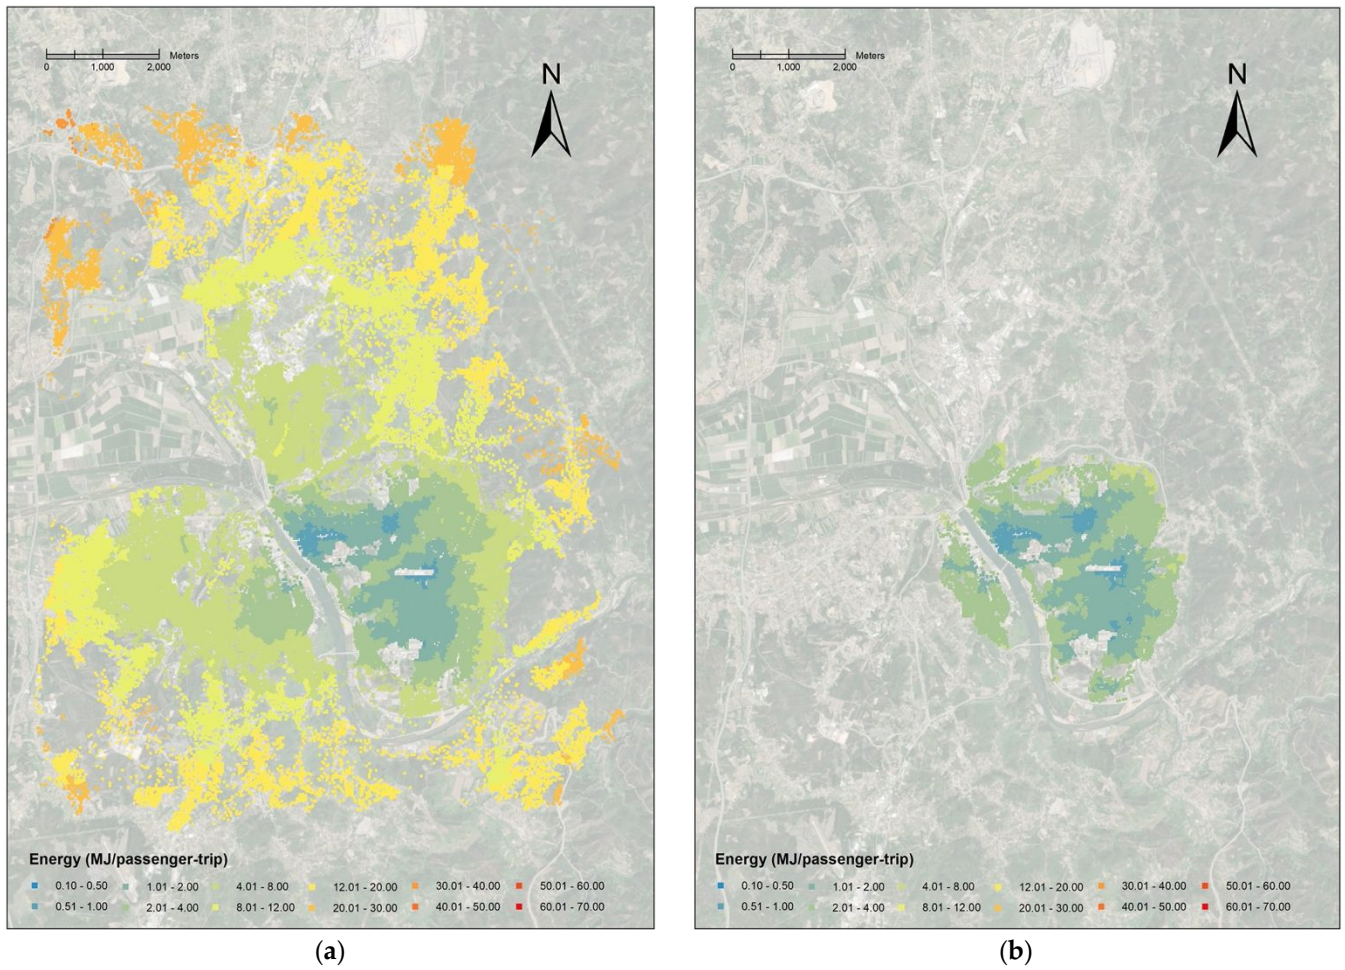 Meters
0 1,000 2,000
N
Energy (MJ/passenger-trip)
0.10 - 0.50 1.01 - 2.00 4.01 - 8.00 12.01 - 20.00 30.01 - 40.00 50.01 - 60.00
0.51 - 1.00 2.01 - 4.00 8.01 - 12.00 20.01 - 30.00 40.01 - 50.00 60.01 - 70.00
(a)
Meters
0 1,000 2,000
N
Energy (MJ/passenger-trip)
0.10 - 0.50 1.01 - 2.00 4.01 - 8.00 12.01 - 20.00 30.01 - 40.00 50.01 - 60.00
0.51 - 1.00 2.01 - 4.00 8.01 - 12.00 20.01 - 30.00 40.01 - 50.00 60.01 - 70.00
(b)